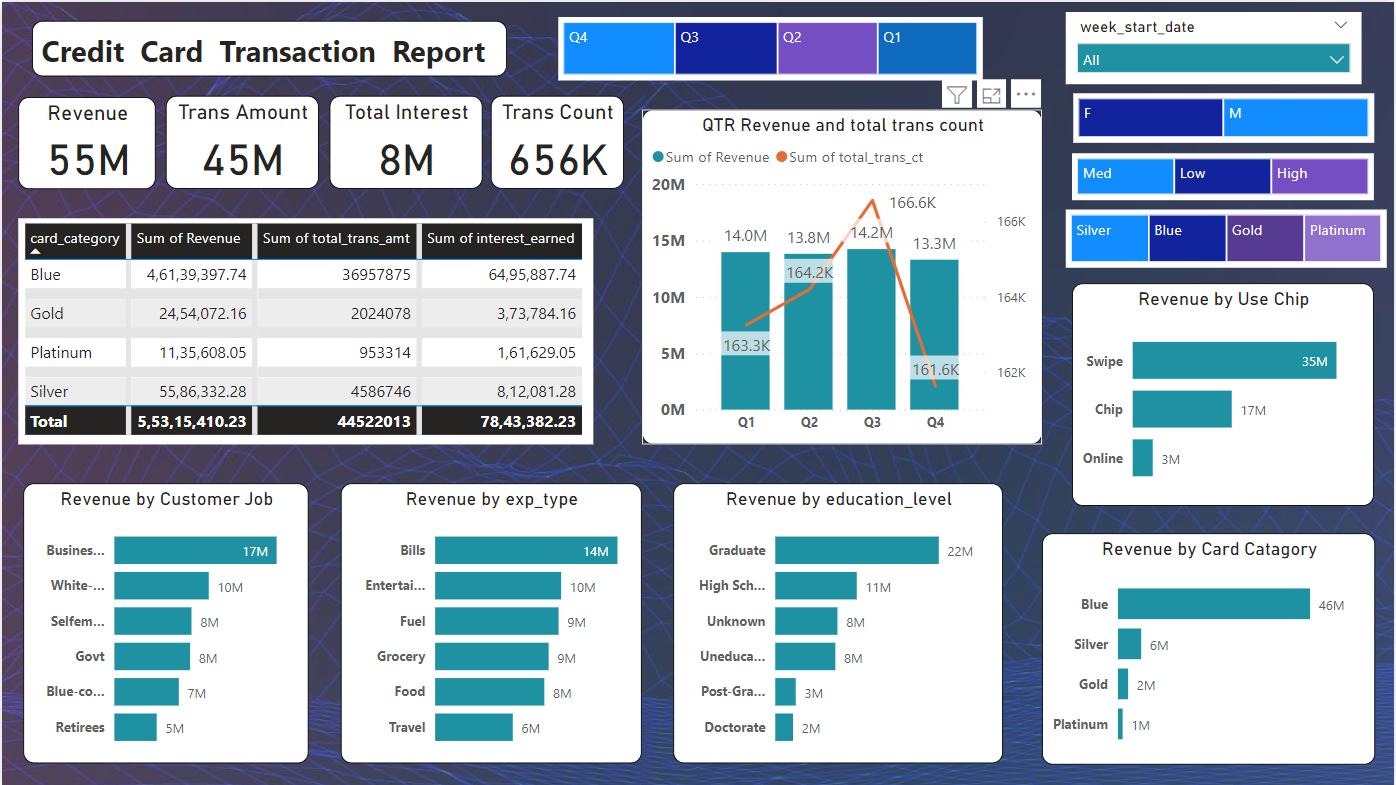 Credit Card Transaction Report
Q4 Q3 Q2 Q1
week_start_date
All
F M
Med Low High
Silver Blue Gold Platinum
Revenue
55M
Trans Amount
45M
Total Interest
8M
Trans Count
656K
card_category Sum of Revenue Sum of total_trans_amt Sum of interest_earned
Blue 4,61,39,397.74 36957875 64,95,887.74
Gold 24,54,072.16 2024078 3,73,784.16
Platinum 11,35,608.05 953314 1,61,629.05
Silver 55,86,332.28 4586746 8,12,081.28
Total 5,53,15,410.23 44522013 78,43,382.23
QTR Revenue and total trans count
Sum of Revenue Sum of total_trans_ct
20M
15M
10M
5M
0M
14.0M 13.8M 14.2M 13.3M
163.3K 164.2K 166.6K 161.6K
166K
164K
162K
Q1 Q2 Q3 Q4
Revenue by Use Chip
Swipe 35M
Chip 17M
Online 3M
Revenue by Customer Job
Busines... 17M
White-... 10M
Selfem... 8M
Govt 8M
Blue-co... 7M
Retirees 5M
Revenue by exp_type
Bills 14M
Entertai... 10M
Fuel 9M
Grocery 9M
Food 8M
Travel 6M
Revenue by education_level
Graduate 22M
High Sch... 11M
Unknown 8M
Uneduca... 8M
Post-Gra... 3M
Doctorate 2M
Revenue by Card Catagory
Blue 46M
Silver 6M
Gold 2M
Platinum 1M